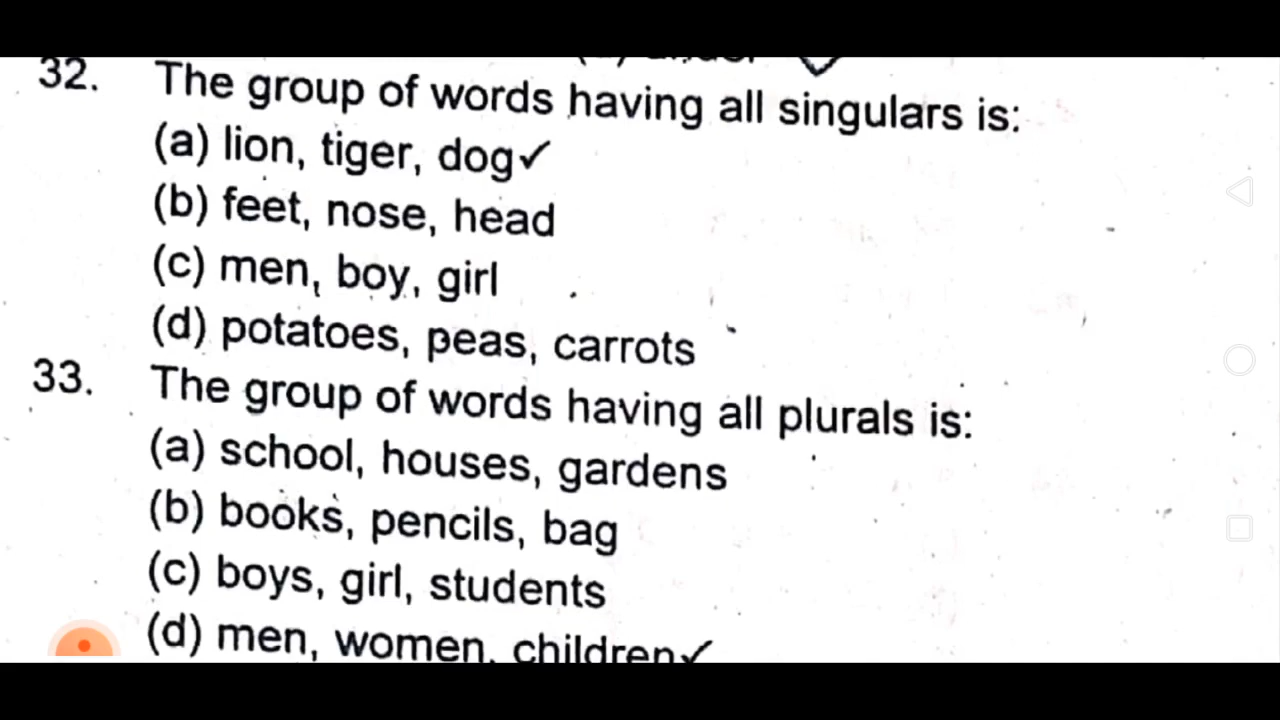 32. The group of words having all singulars is:
(a) lion, tiger, dog✓
(b) feet, nose, head
(c) men, boy, girl
(d) potatoes, peas, carrots
33. The group of words having all plurals is:
(a) school, houses, gardens
(b) books, pencils, bag
(c) boys, girl, students
(d) men, women, children✓